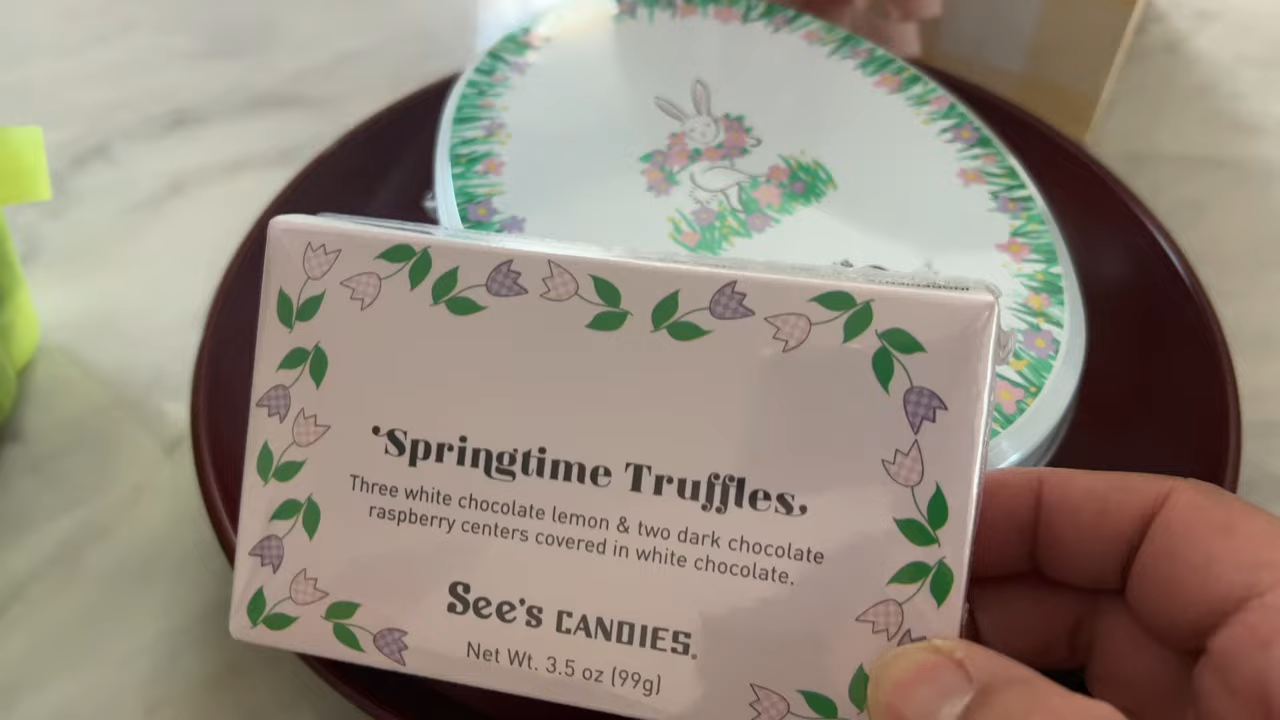 Springtime Truffles
Three white chocolate lemon & two dark chocolate
raspberry centers covered in white chocolate.
See's CANDIES®
Net Wt. 3.5 oz (99g)